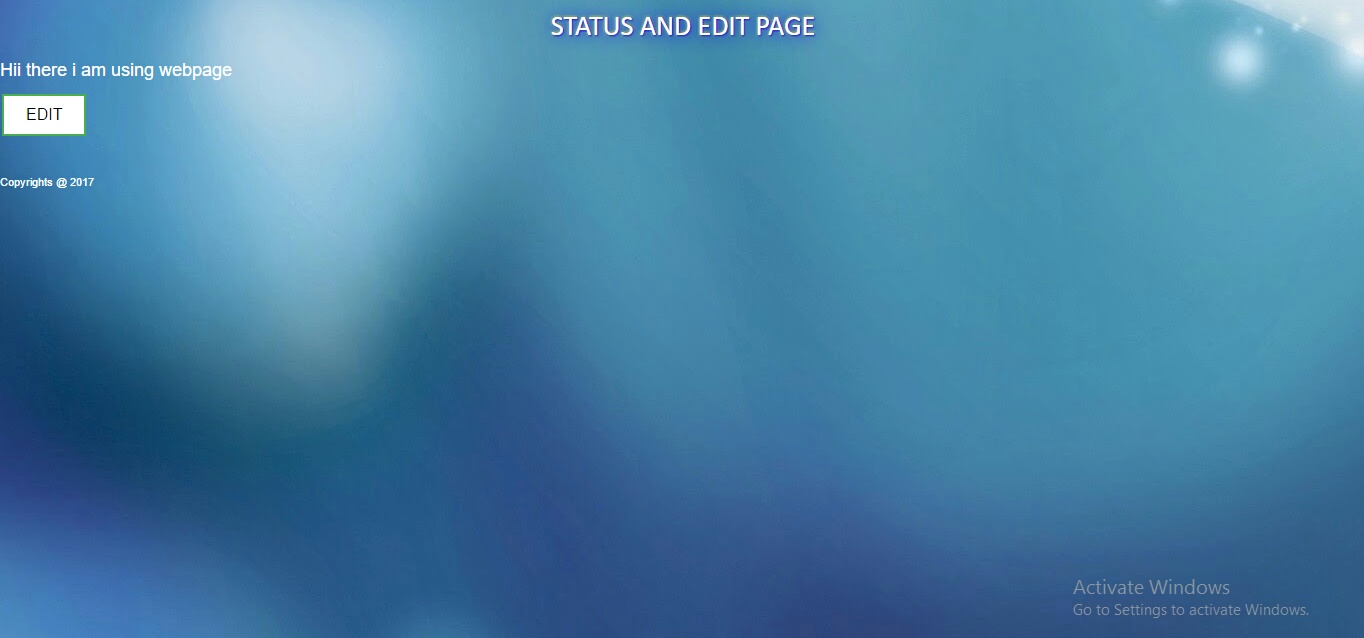 STATUS AND EDIT PAGE
Hii there i am using webpage
EDIT
Copyrights @ 2017
Activate Windows
Go to Settings to activate Windows.